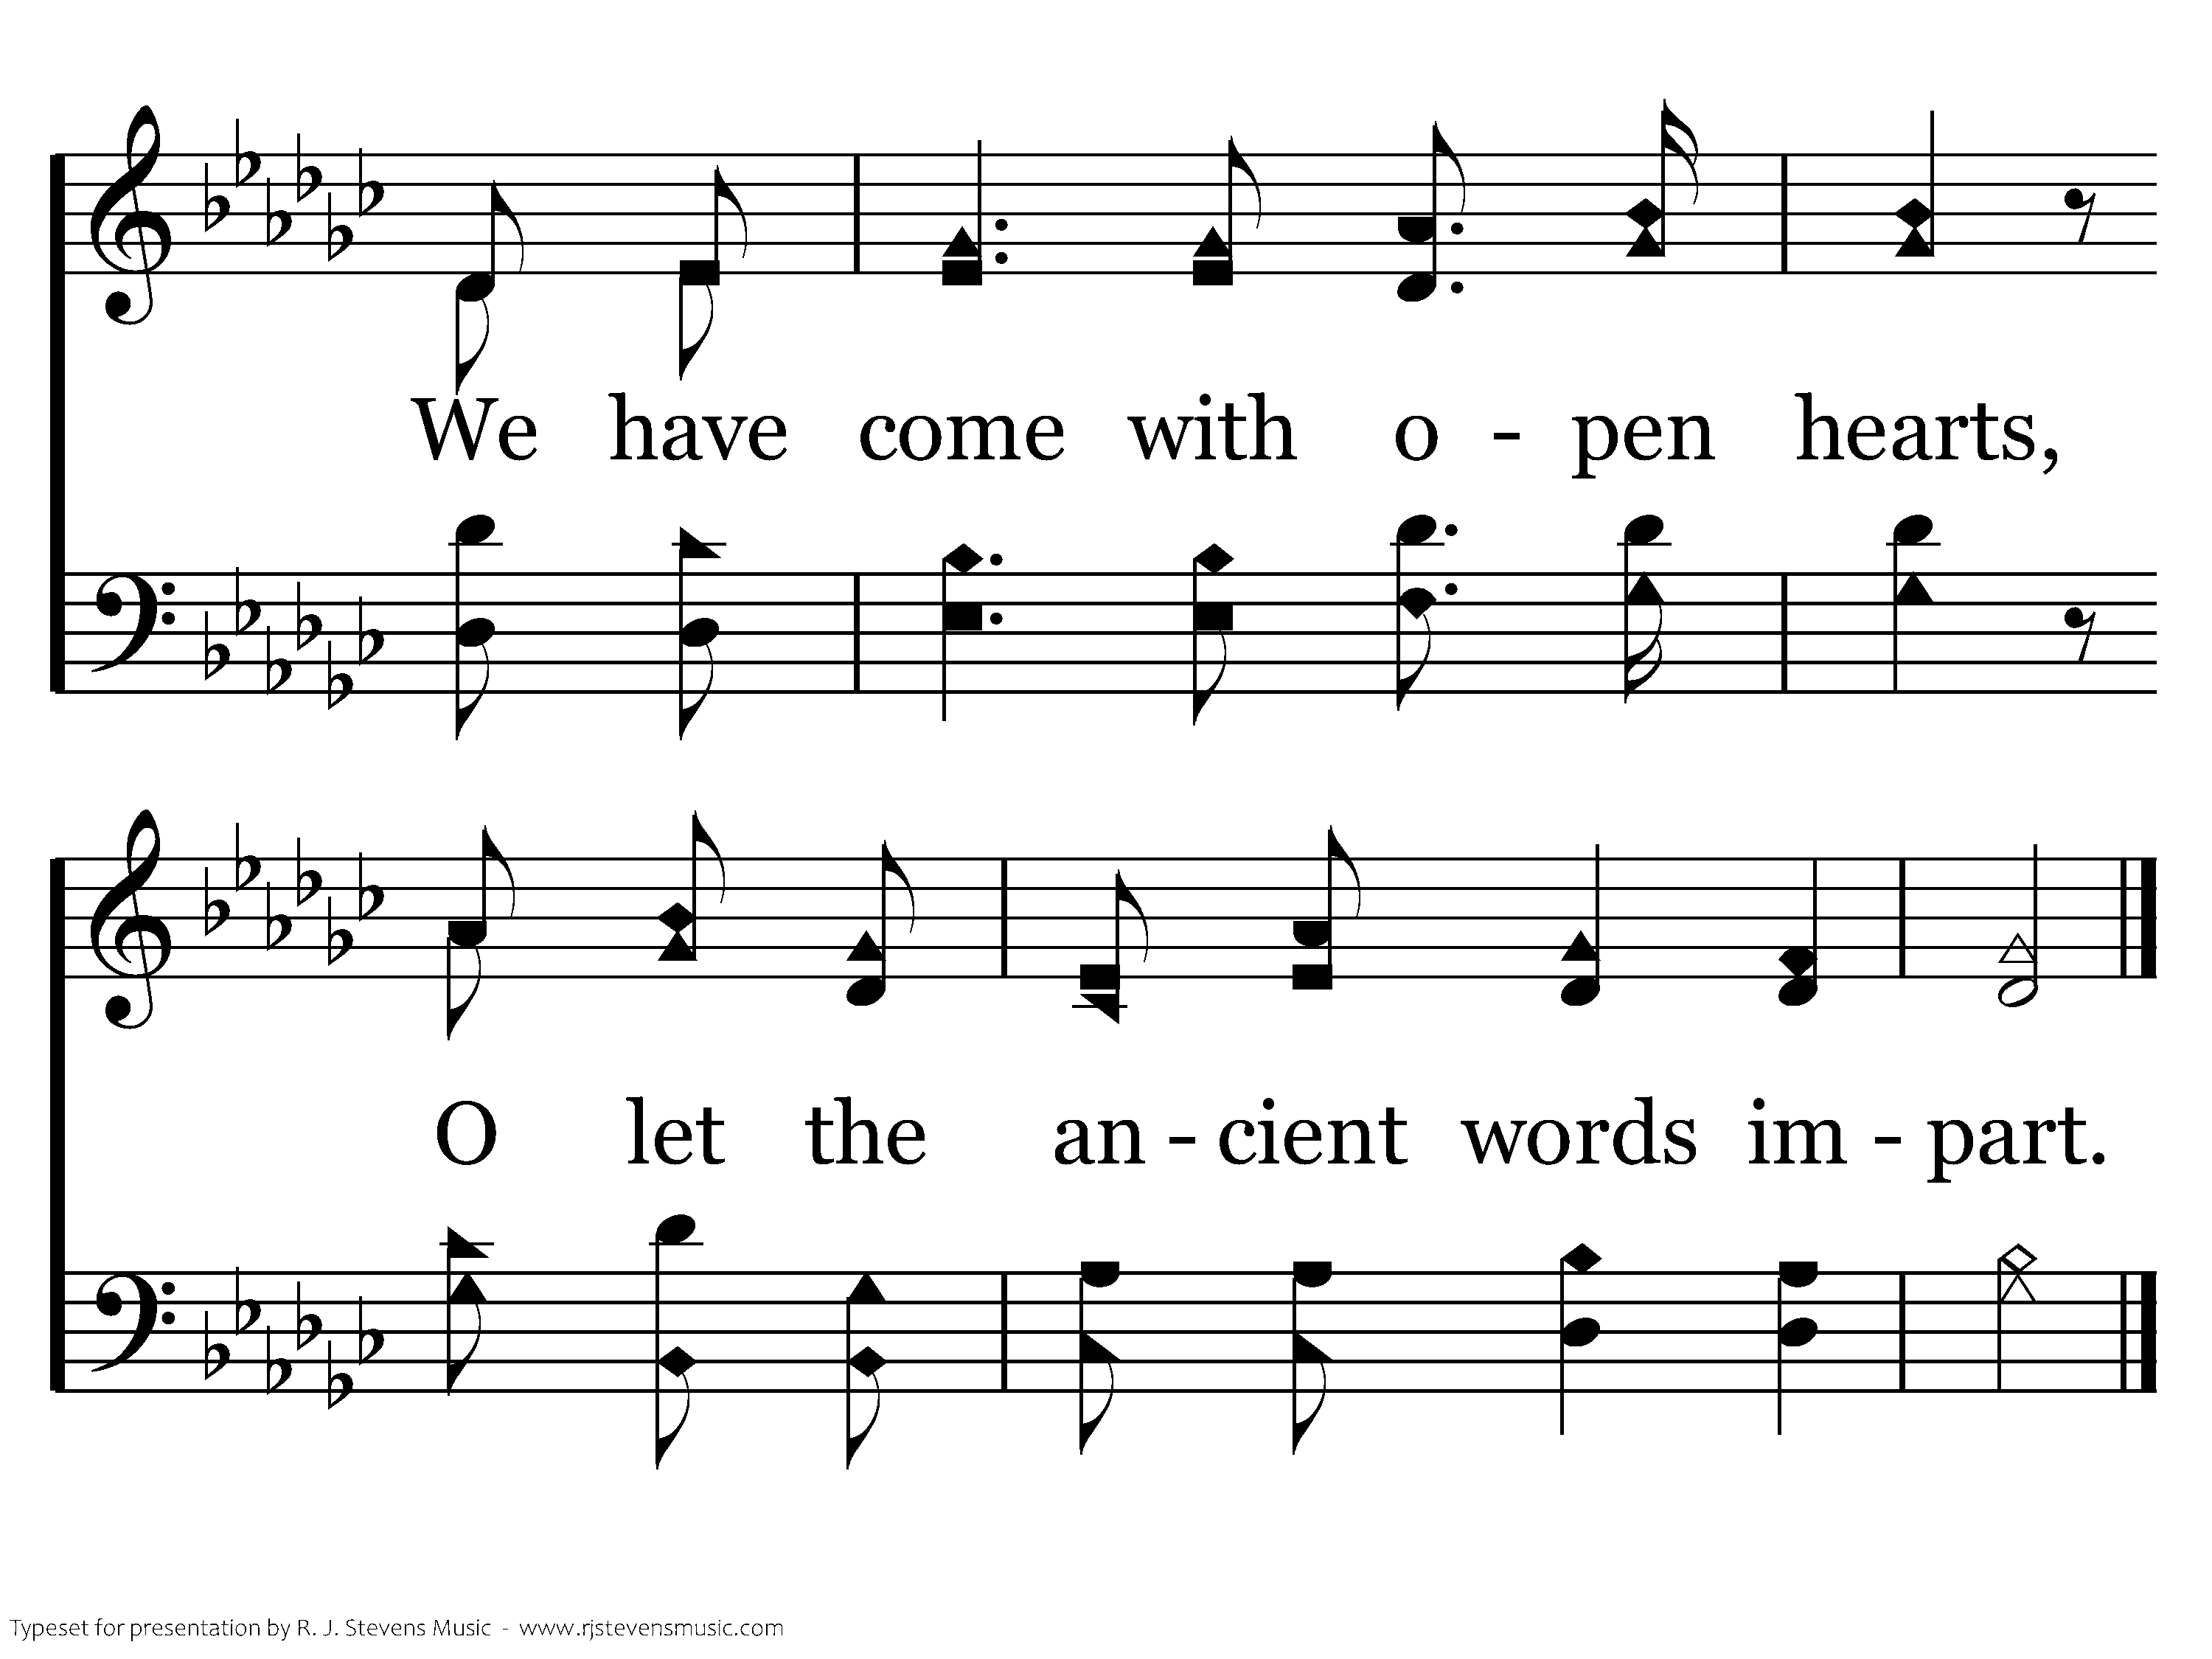 We have come with o - pen hearts,
O let the an - cient words im - part.
Typeset for presentation by R. J. Stevens Music - www.rjstevensmusic.com